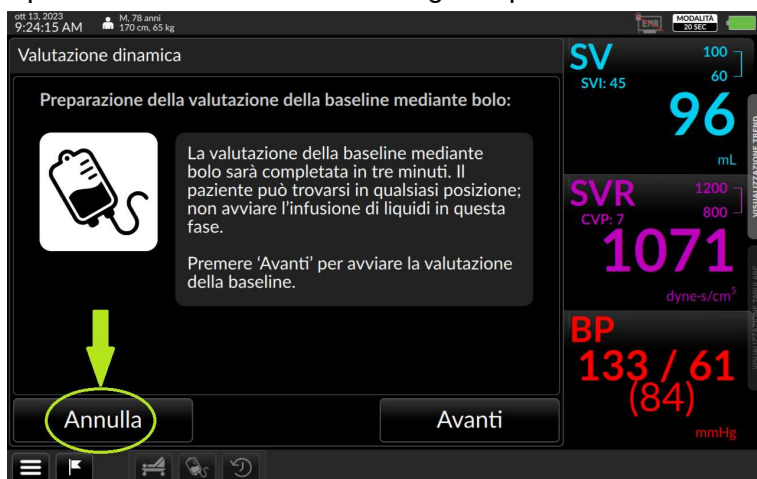 ott 13, 2023
9:24:15 AM
M, 78 anni
170 cm, 65 kg
EMR
MODALITÀ
20 SEC
Valutazione dinamica
Preparazione della valutazione della baseline mediante bolo:
La valutazione della baseline mediante
bolo sarà completata in tre minuti. Il
paziente può trovarsi in qualsiasi posizione;
non avviare l'infusione di liquidi in questa
fase.
Premere 'Avanti' per avviare la valutazione
della baseline.
Annulla
Avanti
SV
100
60
SVI: 45
96
mL
SVR
1200
800
CVP: 7
1071
dyne-s/cm⁵
BP
133 / 61
(84)
mmHg
VISUALIZZAZIONE TREND
VISUALIZZAZIONE TABULARE